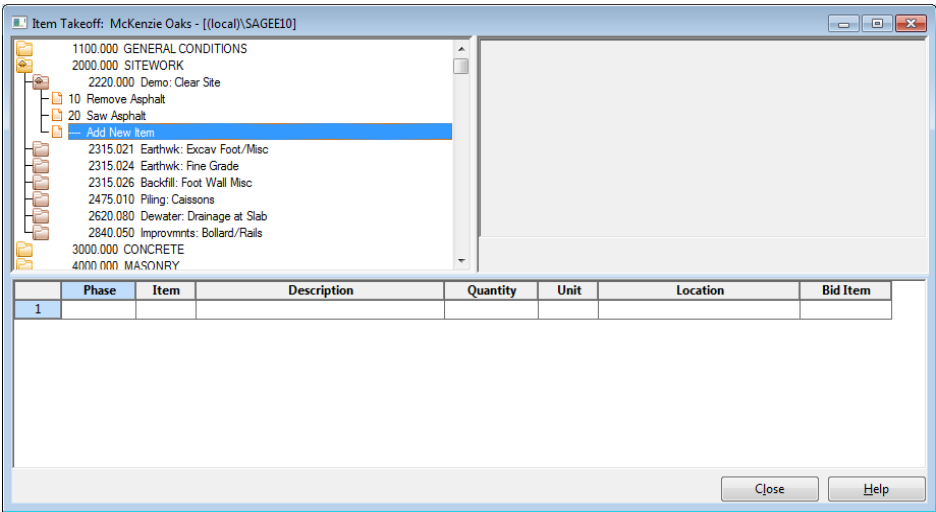 Item Takeoff: McKenzie Oaks - [(local)\SAGEE10]
1100.000 GENERAL CONDITIONS
2000.000 SITEWORK
2220.000 Demo: Clear Site
10 Remove Asphalt
20 Saw Asphalt
--- Add New Item
2315.021 Earthwk: Excav Foot/Misc
2315.024 Earthwk: Fine Grade
2315.026 Backfill: Foot Wall Misc
2475.010 Piling: Caissons
2620.080 Dewater: Drainage at Slab
2840.050 Improvmnts: Bollard/Rails
3000.000 CONCRETE
4000.000 MASONRY
Phase Item Description Quantity Unit Location Bid Item
1
Close Help